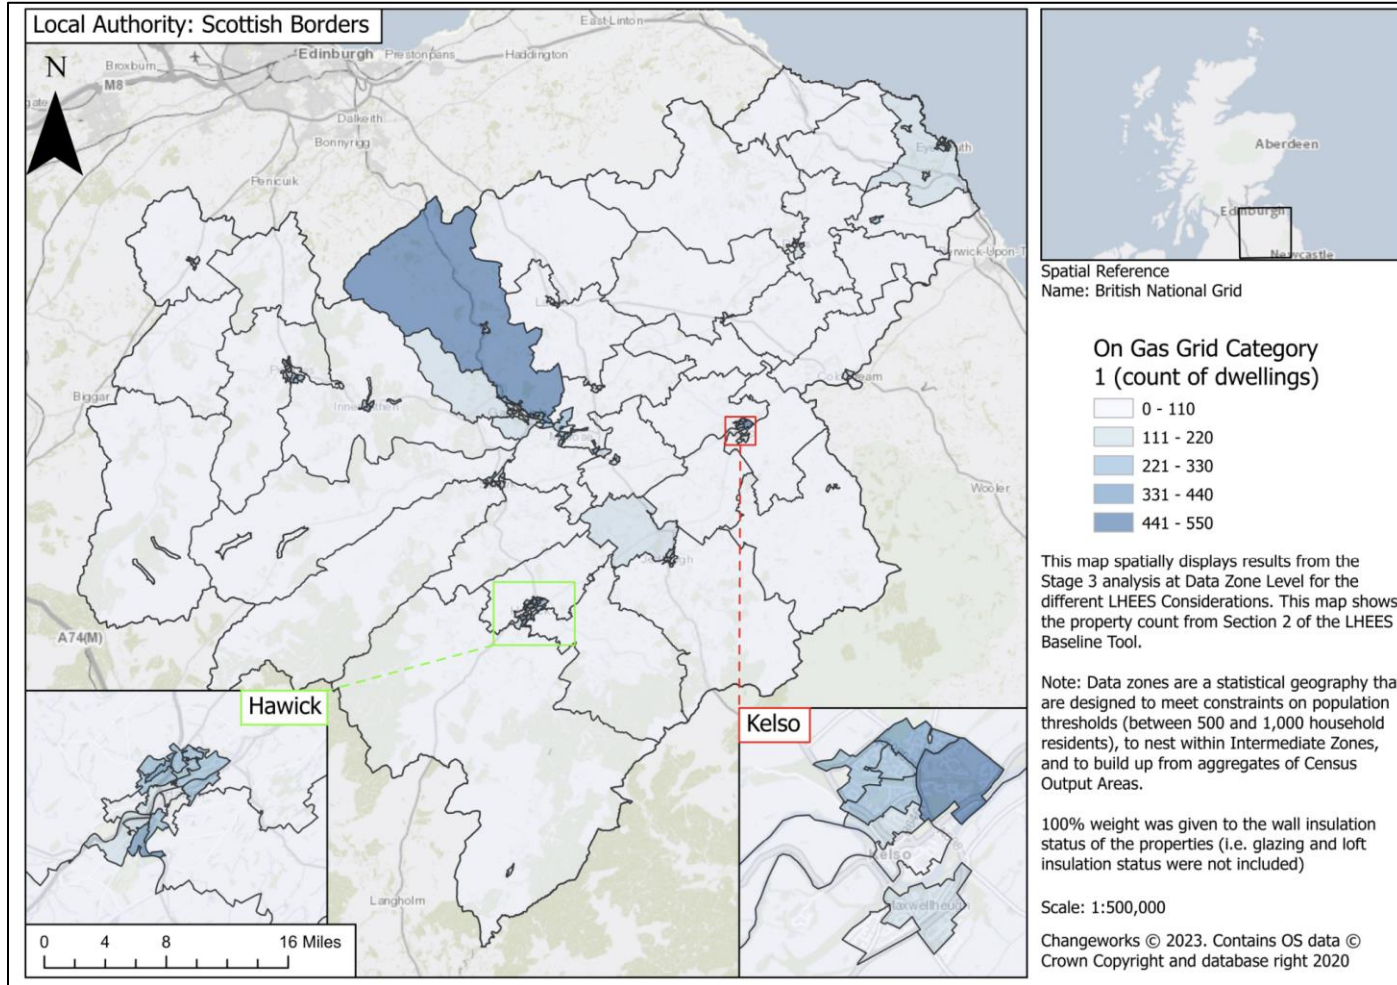 Local Authority: Scottish Borders
N
East-Linton
Edinburgh
Prestonpans
Haddington
Broxburn
M8
Dalkeith
Bonnyrigg
Penicuik
Biggar
Wooler
A74(M)
Langholm
Hawick
Kelso
Kelso
Maxwellheugh
0 4 8 16 Miles
Aberdeen
Edinburgh
Newcastle
Spatial Reference
Name: British National Grid
On Gas Grid Category
1 (count of dwellings)
0 - 110
111 - 220
221 - 330
331 - 440
441 - 550
This map spatially displays results from the
Stage 3 analysis at Data Zone Level for the
different LHEES Considerations. This map shows
the property count from Section 2 of the LHEES
Baseline Tool.
Note: Data zones are a statistical geography tha
are designed to meet constraints on population
thresholds (between 500 and 1,000 household
residents), to nest within Intermediate Zones,
and to build up from aggregates of Census
Output Areas.
100% weight was given to the wall insulation
status of the properties (i.e. glazing and loft
insulation status were not included)
Scale: 1:500,000
Changeworks © 2023. Contains OS data ©
Crown Copyright and database right 2020